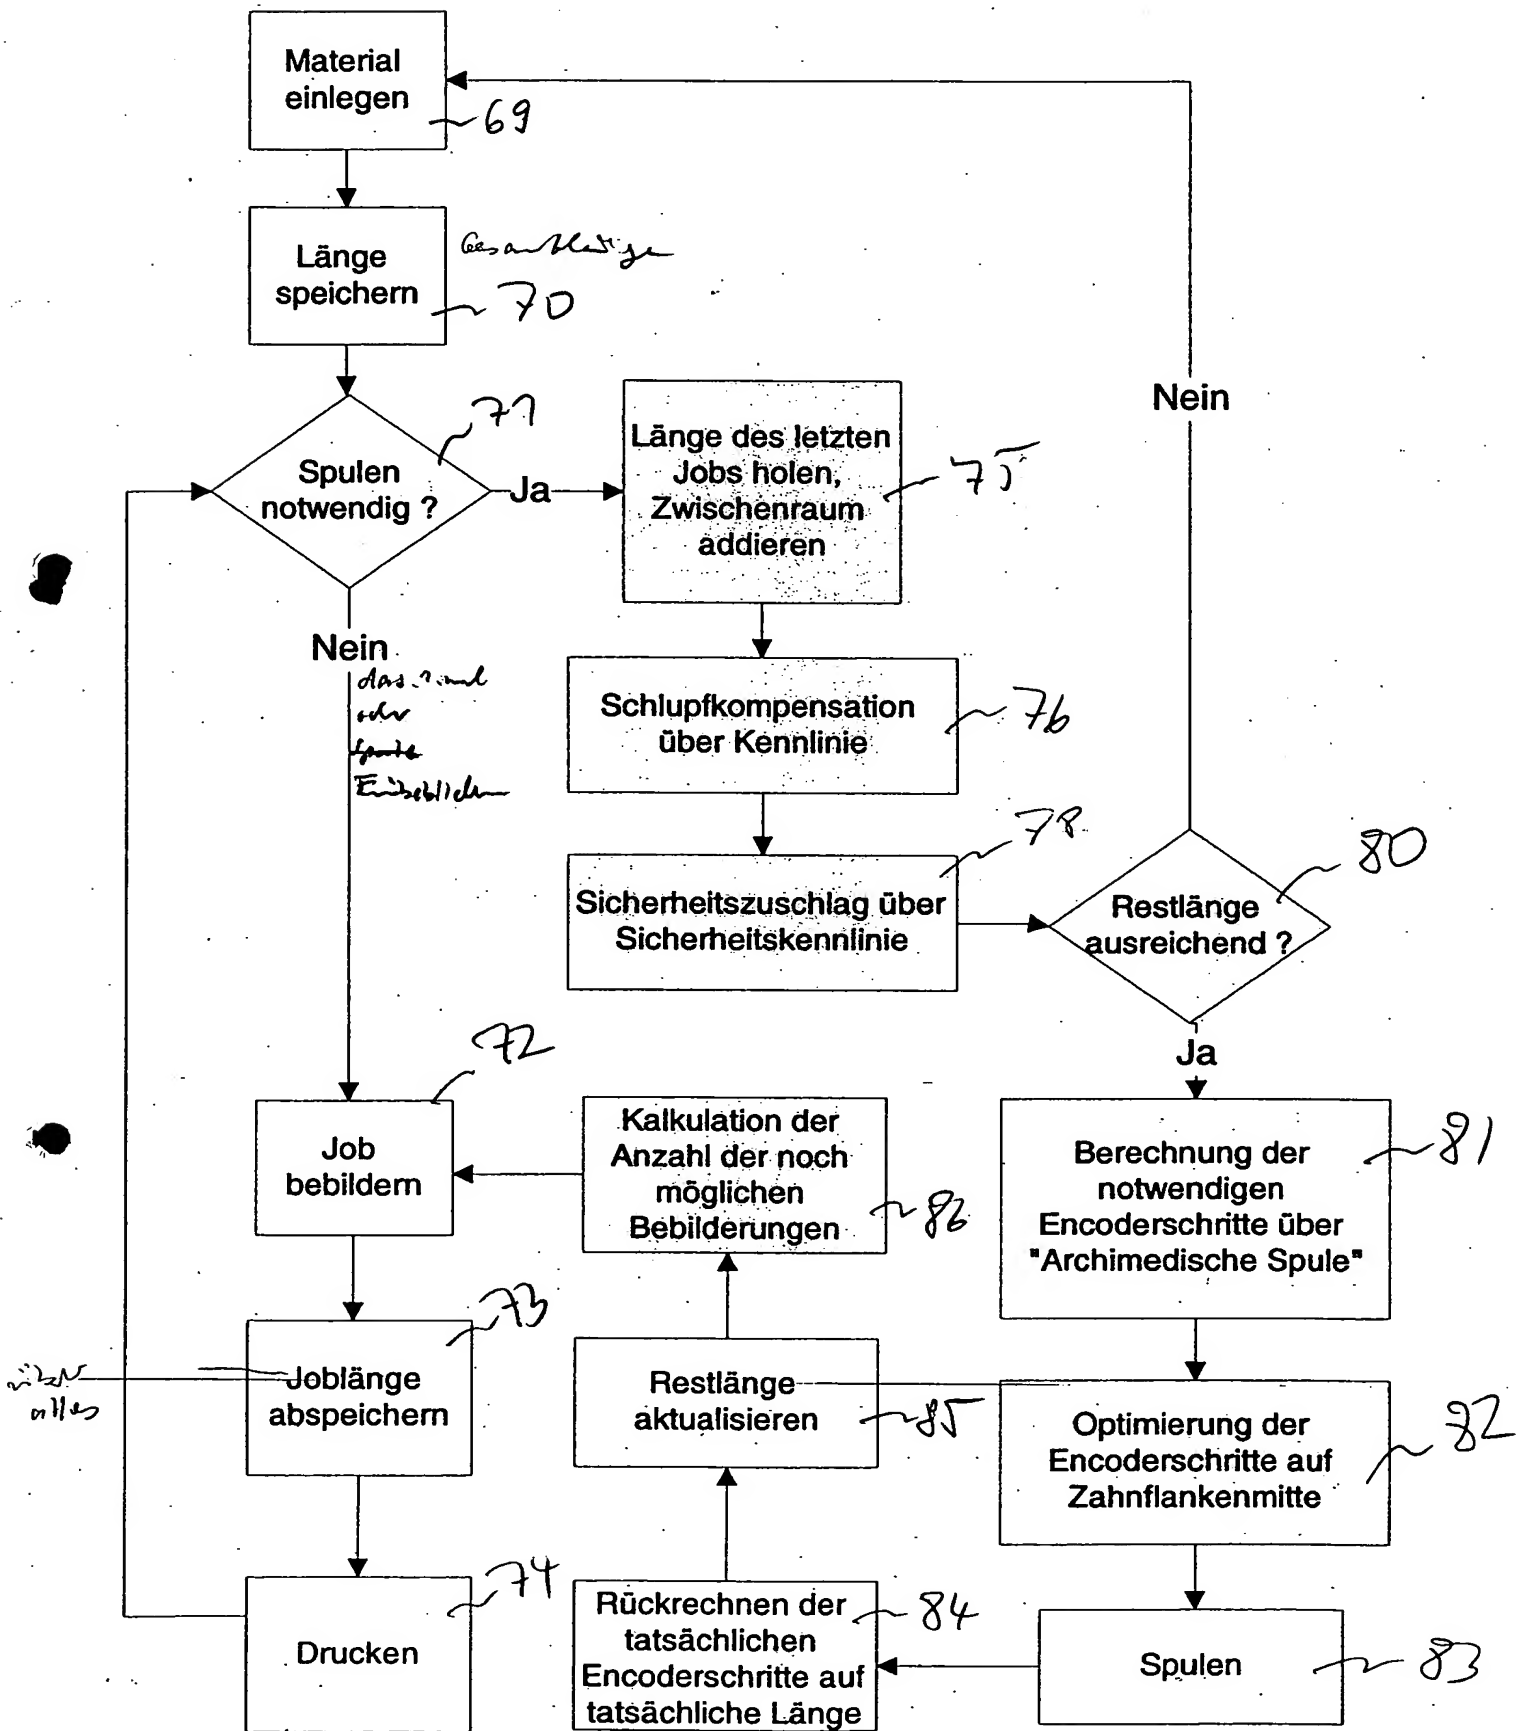 Material
einlegen
69
Länge
speichern
Gesamtlänge
70
Spulen
notwendig ?
71
Ja
Nein
oder
Länge des letzten
Jobs holen,
Zwischenraum
addieren
75
Schlupfkompensation
über Kennlinie
76
Sicherheitszuschlag über
Sicherheitskennlinie
78
Restlänge
ausreichend ?
80
Nein
Ja
Berechnung der
notwendigen
Encoderschritte über
"Archimedische Spule"
81
Optimierung der
Encoderschritte auf
Zahnflankenmitte
82
Spulen
83
Rückrechnen der
tatsächlichen
Encoderschritte auf
tatsächliche Länge
84
Restlänge
aktualisieren
85
Kalkulation der
Anzahl der noch
möglichen
Bebilderungen
86
Job
bebildern
72
Joblänge
abspeichern
73
alles
Drucken
74